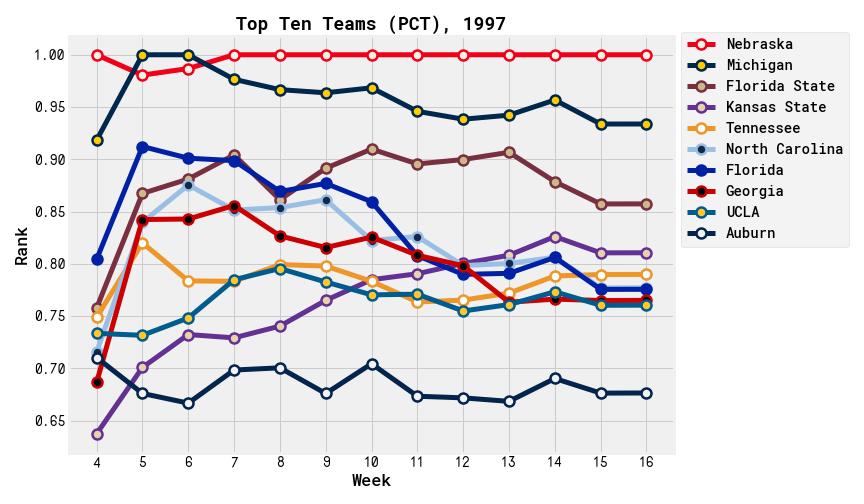 Top Ten Teams (PCT), 1997
1.00
0.95
0.90
0.85
0.80
0.75
0.70
0.65
Rank
4 5 6 7 8 9 10 11 12 13 14 15 16
Week
Nebraska
Michigan
Florida State
Kansas State
Tennessee
North Carolina
Florida
Georgia
UCLA
Auburn